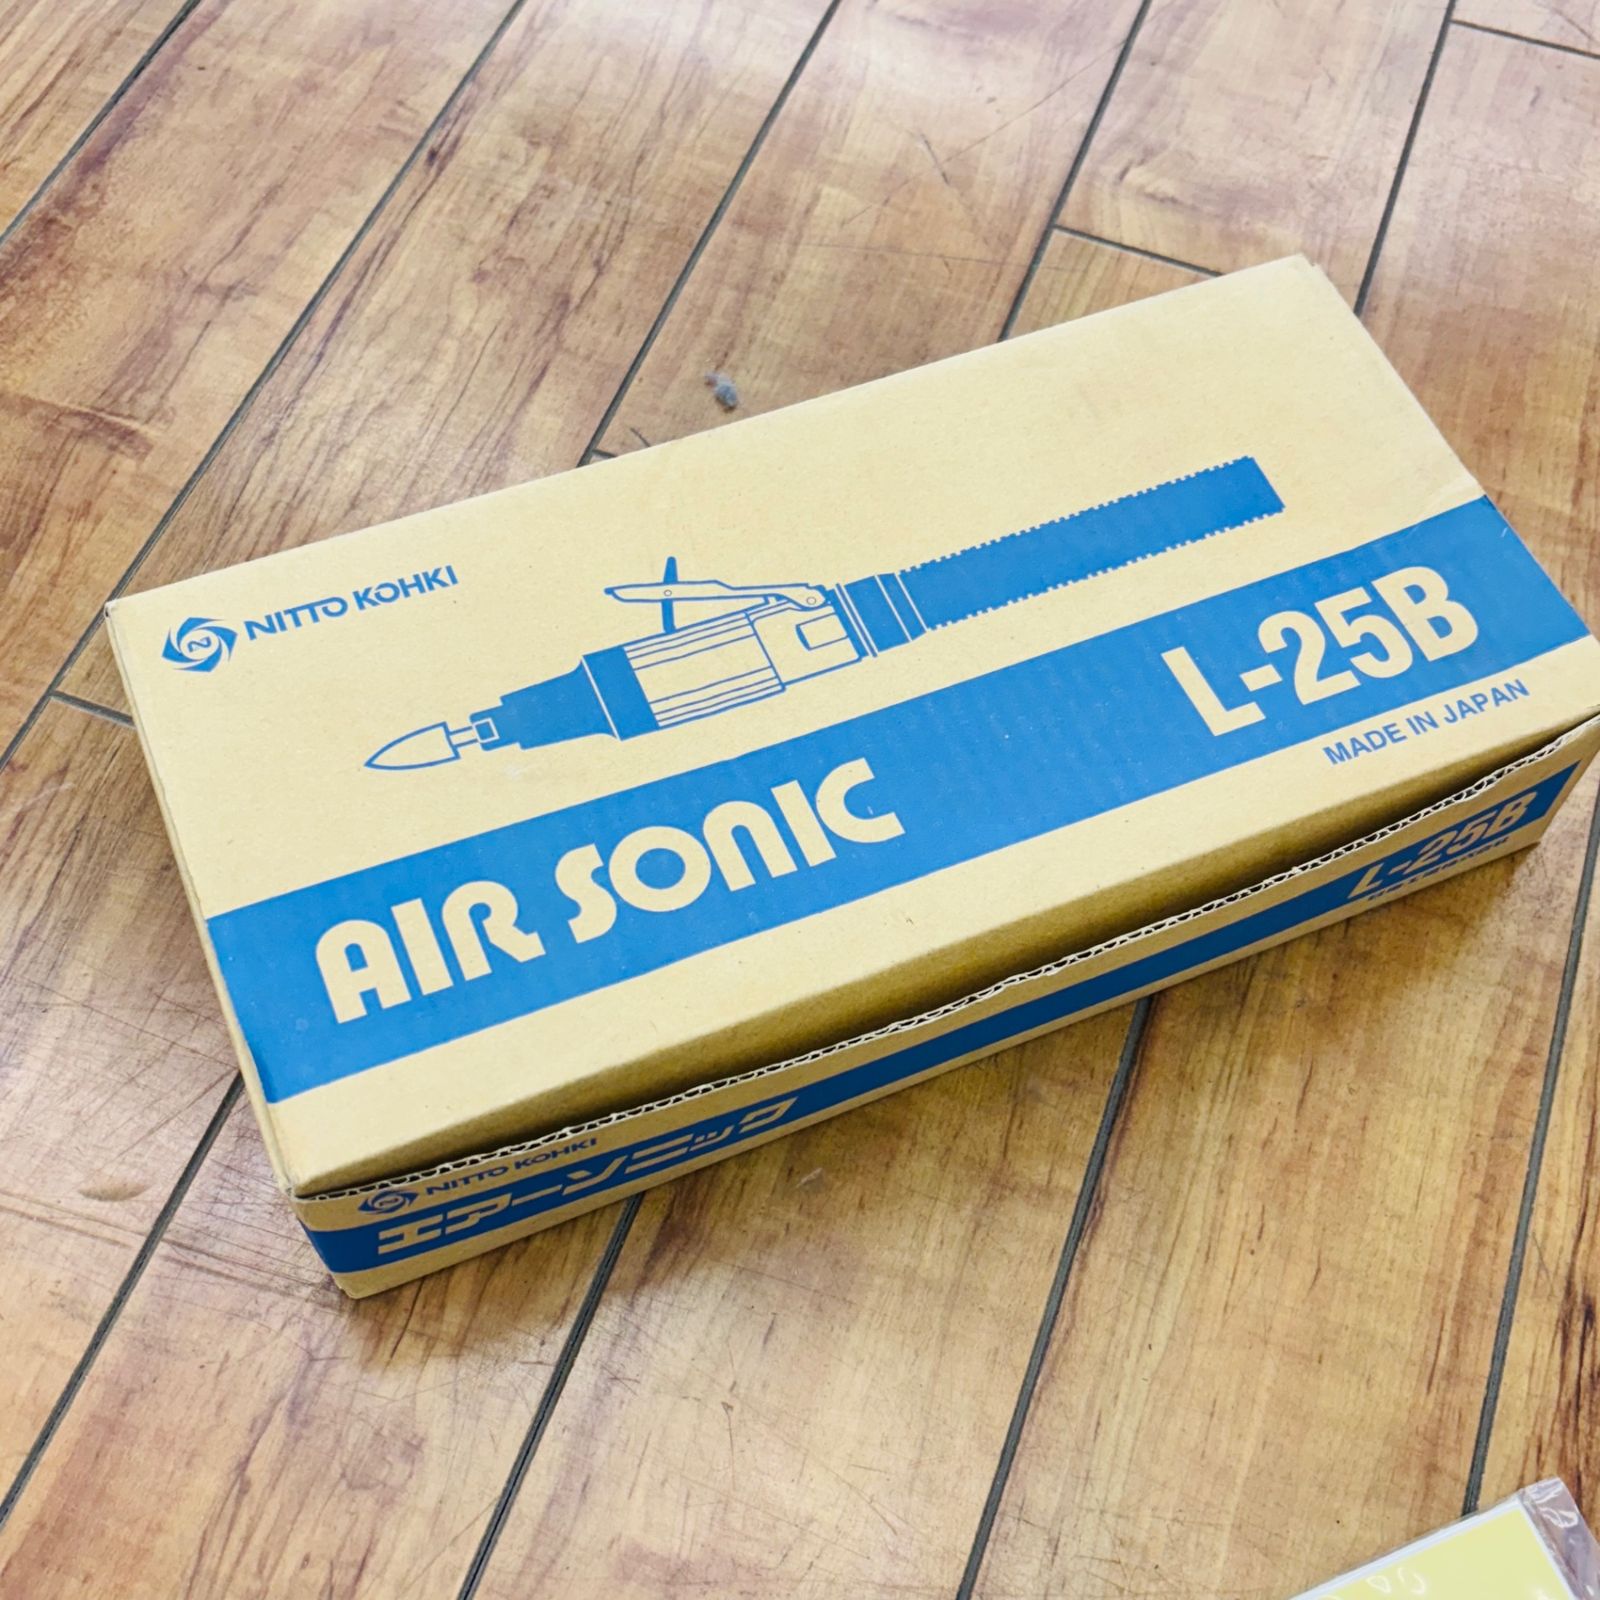 NITTO KOHKI
AIR SONIC
L-25B
MADE IN JAPAN
NITTO KOHKI
エアーソニック
L-25B